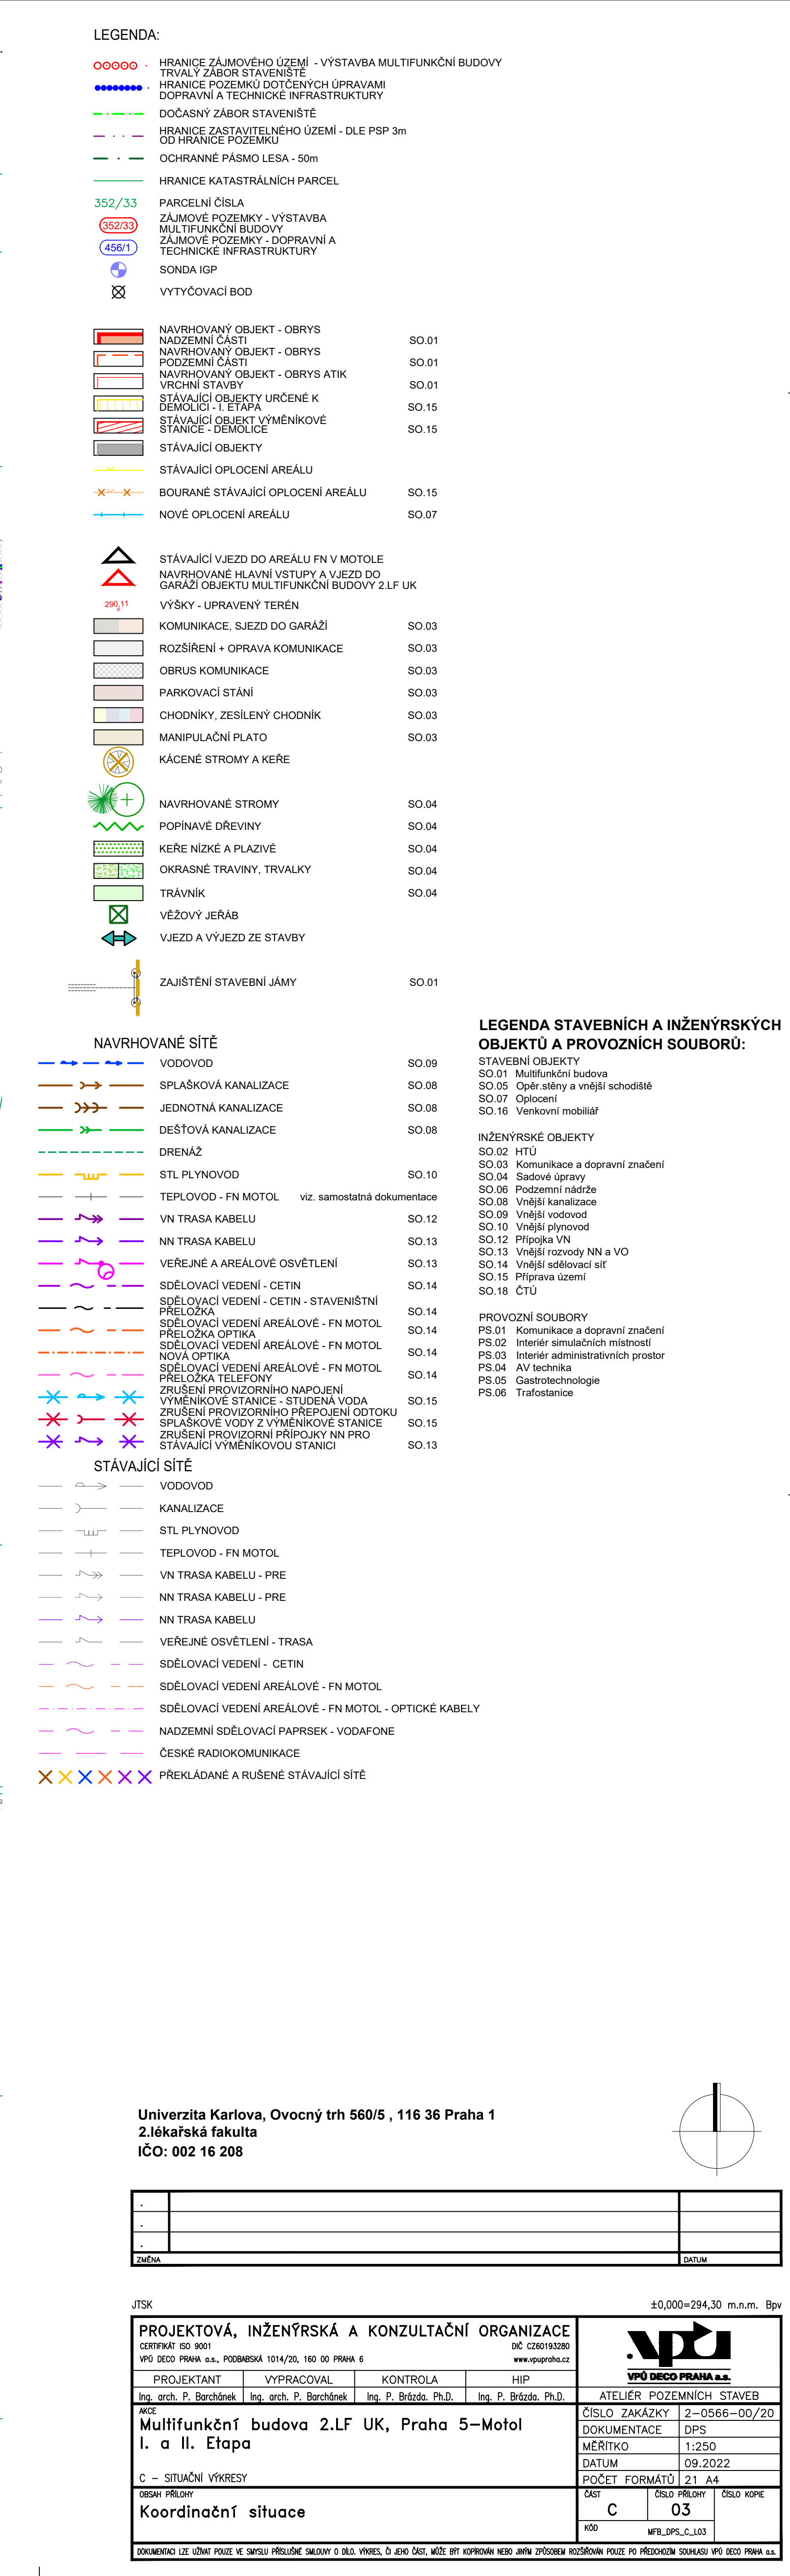 LEGENDA:
HRANICE ZÁJMOVÉHO ÚZEMÍ - VÝSTAVBA MULTIFUNKČNÍ BUDOVY
TRVALÝ ZÁBOR STAVENIŠTĚ
HRANICE POZEMKŮ DOTČENÝCH ÚPRAVAMI
DOPRAVNÍ A TECHNICKÉ INFRASTRUKTURY
DOČASNÝ ZÁBOR STAVENIŠTĚ
HRANICE ZASTAVITELNÉHO ÚZEMÍ - DLE PSP 3m
OD HRANICE POZEMKU
OCHRANNÉ PÁSMO LESA - 50m
HRANICE KATASTRÁLNÍCH PARCEL
352/33 PARCELNÍ ČÍSLA
ZÁJMOVÉ POZEMKY - VÝSTAVBA
352/33 MULTIFUNKČNÍ BUDOVY
ZÁJMOVÉ POZEMKY - DOPRAVNÍ A
456/1 TECHNICKÉ INFRASTRUKTURY
SONDA IGP
VYTYČOVACÍ BOD
NAVRHOVANÝ OBJEKT - OBRYS
NADZEMNÍ ČÁSTI SO.01
NAVRHOVANÝ OBJEKT - OBRYS
PODZEMNÍ ČÁSTI SO.01
NAVRHOVANÝ OBJEKT - OBRYS ATIK
VRCHNÍ STAVBY SO.01
STÁVAJÍCÍ OBJEKTY URČENÉ K
DEMOLICI - I. ETAPA SO.15
STÁVAJÍCÍ OBJEKT VÝMĚNÍKOVÉ
STANICE - DEMOLICE SO.15
STÁVAJÍCÍ OBJEKTY
STÁVAJÍCÍ OPLOCENÍ AREÁLU
BOURANÉ STÁVAJÍCÍ OPLOCENÍ AREÁLU SO.15
NOVÉ OPLOCENÍ AREÁLU SO.07
STÁVAJÍCÍ VJEZD DO AREÁLU FN V MOTOLE
NAVRHOVANÉ HLAVNÍ VSTUPY A VJEZD DO
GARÁŽÍ OBJEKTU MULTIFUNKČNÍ BUDOVY 2.LF UK
290,11 VÝŠKY - UPRAVENÝ TERÉN
KOMUNIKACE, SJEZD DO GARÁŽÍ SO.03
ROZŠÍŘENÍ + OPRAVA KOMUNIKACE SO.03
OBRUS KOMUNIKACE SO.03
PARKOVACÍ STÁNÍ SO.03
CHODNÍKY, ZESÍLENÝ CHODNÍK SO.03
MANIPULAČNÍ PLATO SO.03
KÁCENÉ STROMY A KEŘE
NAVRHOVANÉ STROMY SO.04
POPÍNAVÉ DŘEVINY SO.04
KEŘE NÍZKÉ A PLAZIVÉ SO.04
OKRASNÉ TRAVINY, TRVALKY SO.04
TRÁVNÍK SO.04
VĚŽOVÝ JEŘÁB
VJEZD A VÝJEZD ZE STAVBY
ZAJIŠTĚNÍ STAVEBNÍ JÁMY SO.01
NAVRHOVANÉ SÍTĚ
VODOVOD SO.09
SPLAŠKOVÁ KANALIZACE SO.08
JEDNOTNÁ KANALIZACE SO.08
DEŠŤOVÁ KANALIZACE SO.08
DRENÁŽ
STL PLYNOVOD SO.10
TEPLOVOD - FN MOTOL viz. samostatná dokumentace
VN TRASA KABELU SO.12
NN TRASA KABELU SO.13
VEŘEJNÉ A AREÁLOVÉ OSVĚTLENÍ SO.13
SDĚLOVACÍ VEDENÍ - CETIN SO.14
SDĚLOVACÍ VEDENÍ - CETIN - STAVENIŠTNÍ
PŘELOŽKA SO.14
SDĚLOVACÍ VEDENÍ AREÁLOVÉ - FN MOTOL
PŘELOŽKA OPTIKA SO.14
SDĚLOVACÍ VEDENÍ AREÁLOVÉ - FN MOTOL
NOVÁ OPTIKA SO.14
SDĚLOVACÍ VEDENÍ AREÁLOVÉ - FN MOTOL
PŘELOŽKA TELEFONY SO.14
ZRUŠENÍ PROVIZORNÍHO NAPOJENÍ
VÝMĚNÍKOVÉ STANICE - STUDENÁ VODA SO.15
ZRUŠENÍ PROVIZORNÍHO PŘEPOJENÍ ODTOKU
SPLAŠKOVÉ VODY Z VÝMĚNÍKOVÉ STANICE SO.15
ZRUŠENÍ PROVIZORNÍ PŘÍPOJKY NN PRO
STÁVAJÍCÍ VÝMĚNÍKOVOU STANICI SO.13
STÁVAJÍCÍ SÍTĚ
VODOVOD
KANALIZACE
STL PLYNOVOD
TEPLOVOD - FN MOTOL
VN TRASA KABELU - PRE
NN TRASA KABELU - PRE
NN TRASA KABELU
VEŘEJNÉ OSVĚTLENÍ - TRASA
SDĚLOVACÍ VEDENÍ - CETIN
SDĚLOVACÍ VEDENÍ AREÁLOVÉ - FN MOTOL
SDĚLOVACÍ VEDENÍ AREÁLOVÉ - FN MOTOL - OPTICKÉ KABELY
NADZEMNÍ SDĚLOVACÍ PAPRSEK - VODAFONE
ČESKÉ RADIOKOMUNIKACE
PŘEKLÁDANÉ A RUŠENÉ STÁVAJÍCÍ SÍTĚ
LEGENDA STAVEBNÍCH A INŽENÝRSKÝCH
OBJEKTŮ A PROVOZNÍCH SOUBORŮ:
STAVEBNÍ OBJEKTY
SO.01 Multifunkční budova
SO.05 Opěr.stěny a vnější schodiště
SO.07 Oplocení
SO.16 Venkovní mobiliář
INŽENÝRSKÉ OBJEKTY
SO.02 HTÚ
SO.03 Komunikace a dopravní značení
SO.04 Sadové úpravy
SO.06 Podzemní nádrže
SO.08 Vnější kanalizace
SO.09 Vnější vodovod
SO.10 Vnější plynovod
SO.12 Přípojka VN
SO.13 Vnější rozvody NN a VO
SO.14 Vnější sdělovací síť
SO.15 Příprava území
SO.18 ČTÚ
PROVOZNÍ SOUBORY
PS.01 Komunikace a dopravní značení
PS.02 Interiér simulačních místností
PS.03 Interiér administrativních prostor
PS.04 AV technika
PS.05 Gastrotechnologie
PS.06 Trafostanice
Univerzita Karlova, Ovocný trh 560/5 , 116 36 Praha 1
2.lékařská fakulta
IČO: 002 16 208
.
.
.
ZMĚNA DATUM
JTSK ±0,000=294,30 m.n.m. Bpv
PROJEKTOVÁ, INŽENÝRSKÁ A KONZULTAČNÍ ORGANIZACE
CERTIFIKÁT ISO 9001 DIČ CZ60193280
VPÚ DECO PRAHA a.s., PODBABSKÁ 1014/20, 160 00 PRAHA 6 www.vpupraha.cz
vpú
VPÚ DECO PRAHA a.s.
PROJEKTANT VYPRACOVAL KONTROLA HIP
Ing. arch. P. Barchánek Ing. arch. P. Barchánek Ing. P. Brázda. Ph.D. Ing. P. Brázda. Ph.D.
ATELIÉR POZEMNÍCH STAVEB
AKCE
Multifunkční budova 2.LF UK, Praha 5-Motol
I. a II. Etapa
C - SITUAČNÍ VÝKRESY
ČÍSLO ZAKÁZKY 2-0566-00/20
DOKUMENTACE DPS
MĚŘÍTKO 1:250
DATUM 09.2022
POČET FORMÁTŮ 21 A4
OBSAH PŘÍLOHY
Koordinační situace
ČÁST ČÍSLO PŘÍLOHY ČÍSLO KOPIE
C 03
KÓD MFB_DPS_C_L03
DOKUMENTACI LZE UŽÍVAT POUZE VE SMYSLU PŘÍSLUŠNÉ SMLOUVY O DÍLO. VÝKRES, ČI JEHO ČÁST, MŮŽE BÝT KOPÍROVÁN NEBO JINÝM ZPŮSOBEM ROZŠIŘOVÁN POUZE PO PŘEDCHOZÍM SOUHLASU VPÚ DECO PRAHA a.s.